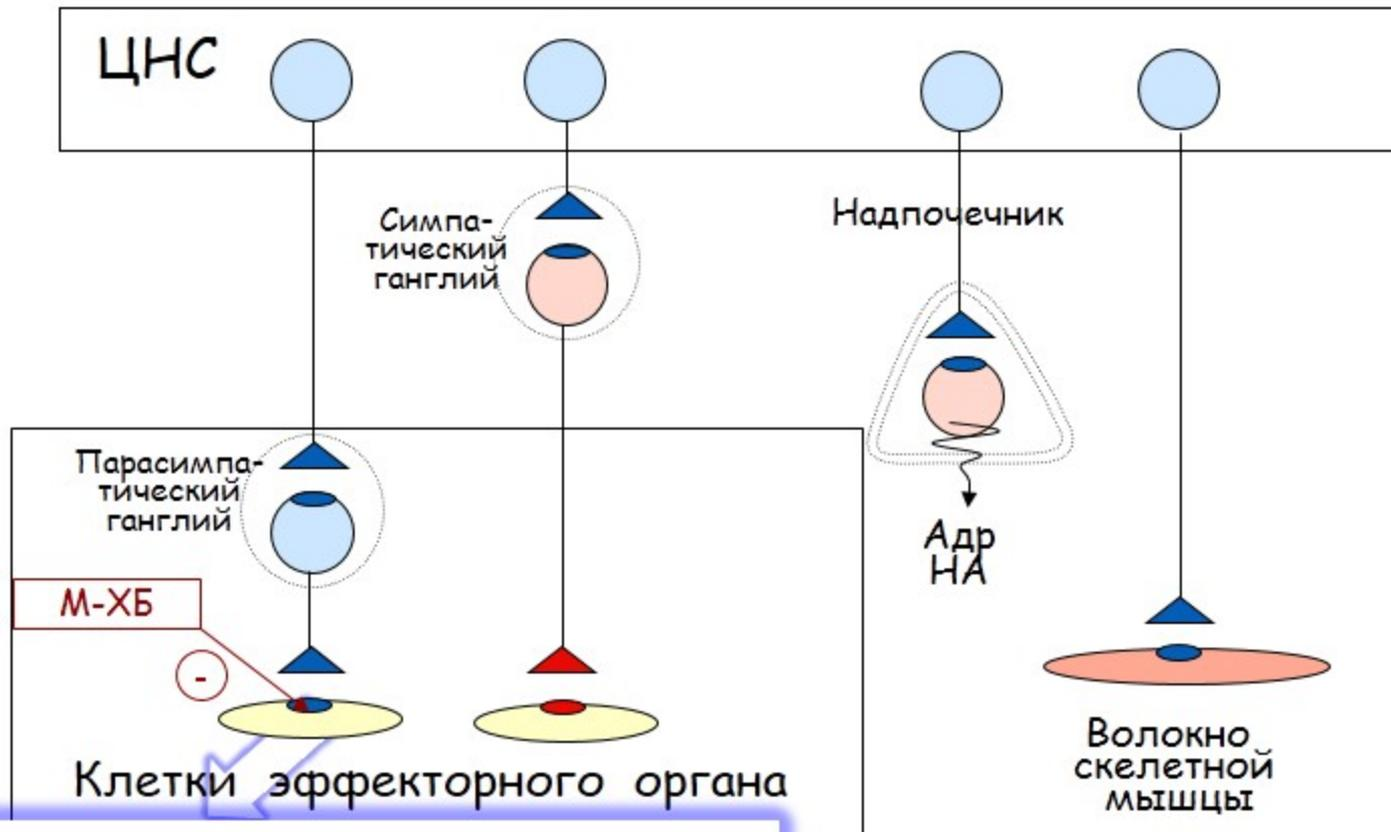 ЦНС
Симпа-
тический
ганглий
Надпочечник
Парасимпа-
тический
ганглий
Адр
НА
М-ХБ
-
Клетки эффекторного органа
Волокно
скелетной
мышцы